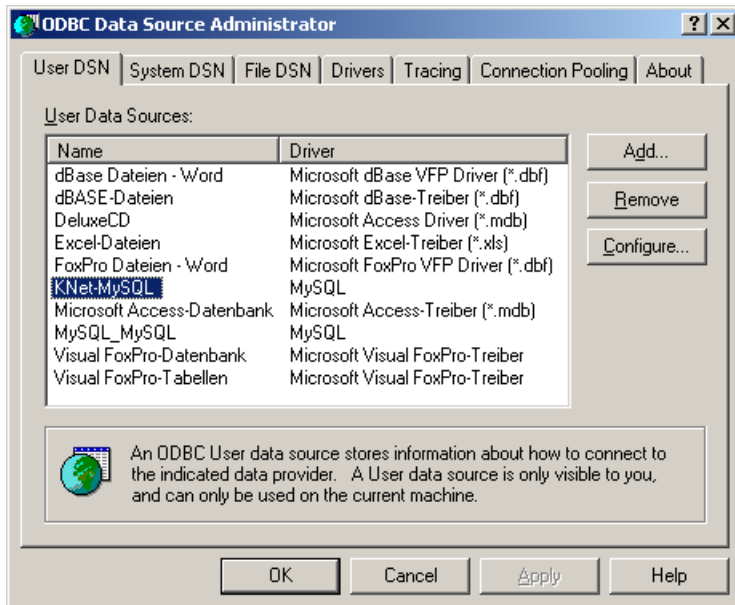 ODBC Data Source Administrator
User DSN System DSN File DSN Drivers Tracing Connection Pooling About
User Data Sources:
Name Driver
dBase Dateien - Word Microsoft dBase VFP Driver (*.dbf)
dBASE-Dateien Microsoft dBase-Treiber (*.dbf)
DeluxeCD Microsoft Access Driver (*.mdb)
Excel-Dateien Microsoft Excel-Treiber (*.xls)
FoxPro Dateien - Word Microsoft FoxPro VFP Driver (*.dbf)
KNet-MySQL MySQL
Microsoft Access-Datenbank Microsoft Access-Treiber (*.mdb)
MySQL_MySQL MySQL
Visual FoxPro-Datenbank Microsoft Visual FoxPro-Treiber
Visual FoxPro-Tabellen Microsoft Visual FoxPro-Treiber
Add...
Remove
Configure...
An ODBC User data source stores information about how to connect to
the indicated data provider. A User data source is only visible to you,
and can only be used on the current machine.
OK Cancel Apply Help